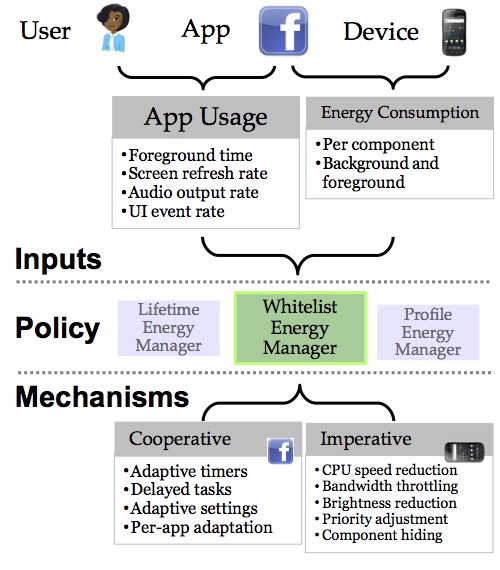 User App Device
App Usage
• Foreground time
• Screen refresh rate
• Audio output rate
• UI event rate
Energy Consumption
• Per component
• Background and
foreground
Inputs
Policy
Lifetime
Energy
Manager
Whitelist
Energy
Manager
Profile
Energy
Manager
Mechanisms
Cooperative
• Adaptive timers
• Delayed tasks
• Adaptive settings
• Per-app adaptation
Imperative
• CPU speed reduction
• Bandwidth throttling
• Brightness reduction
• Priority adjustment
• Component hiding